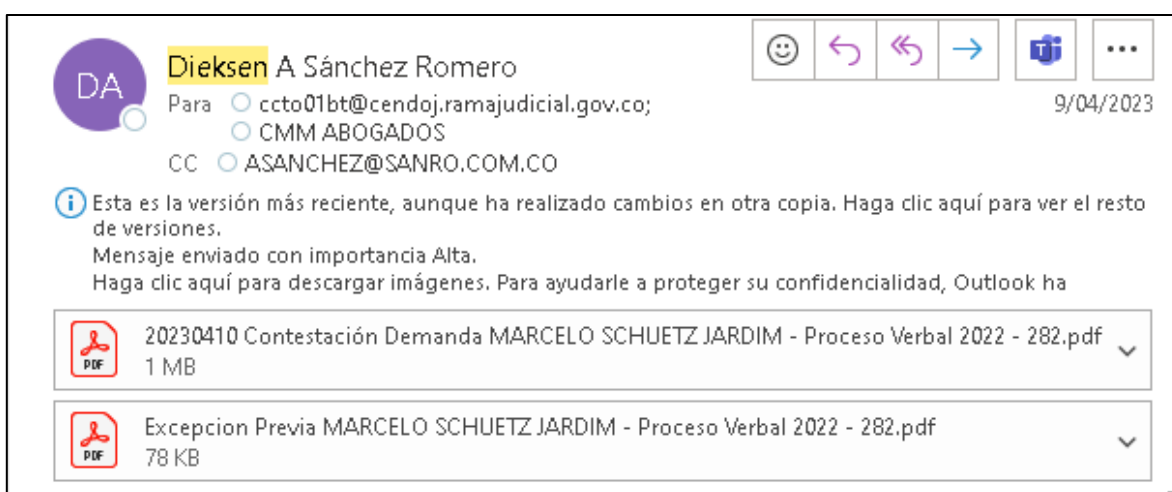 DA
Dieksen A Sánchez Romero
Para ccto01bt@cendoj.ramajudicial.gov.co;
CMM ABOGADOS
CC ASANCHEZ@SANRO.COM.CO
9/04/2023
Esta es la versión más reciente, aunque ha realizado cambios en otra copia. Haga clic aquí para ver el resto
de versiones.
Mensaje enviado con importancia Alta.
Haga clic aquí para descargar imágenes. Para ayudarle a proteger su confidencialidad, Outlook ha
PDF
20230410 Contestación Demanda MARCELO SCHUETZ JARDIM - Proceso Verbal 2022 - 282.pdf
1 MB
PDF
Excepcion Previa MARCELO SCHUETZ JARDIM - Proceso Verbal 2022 - 282.pdf
78 KB